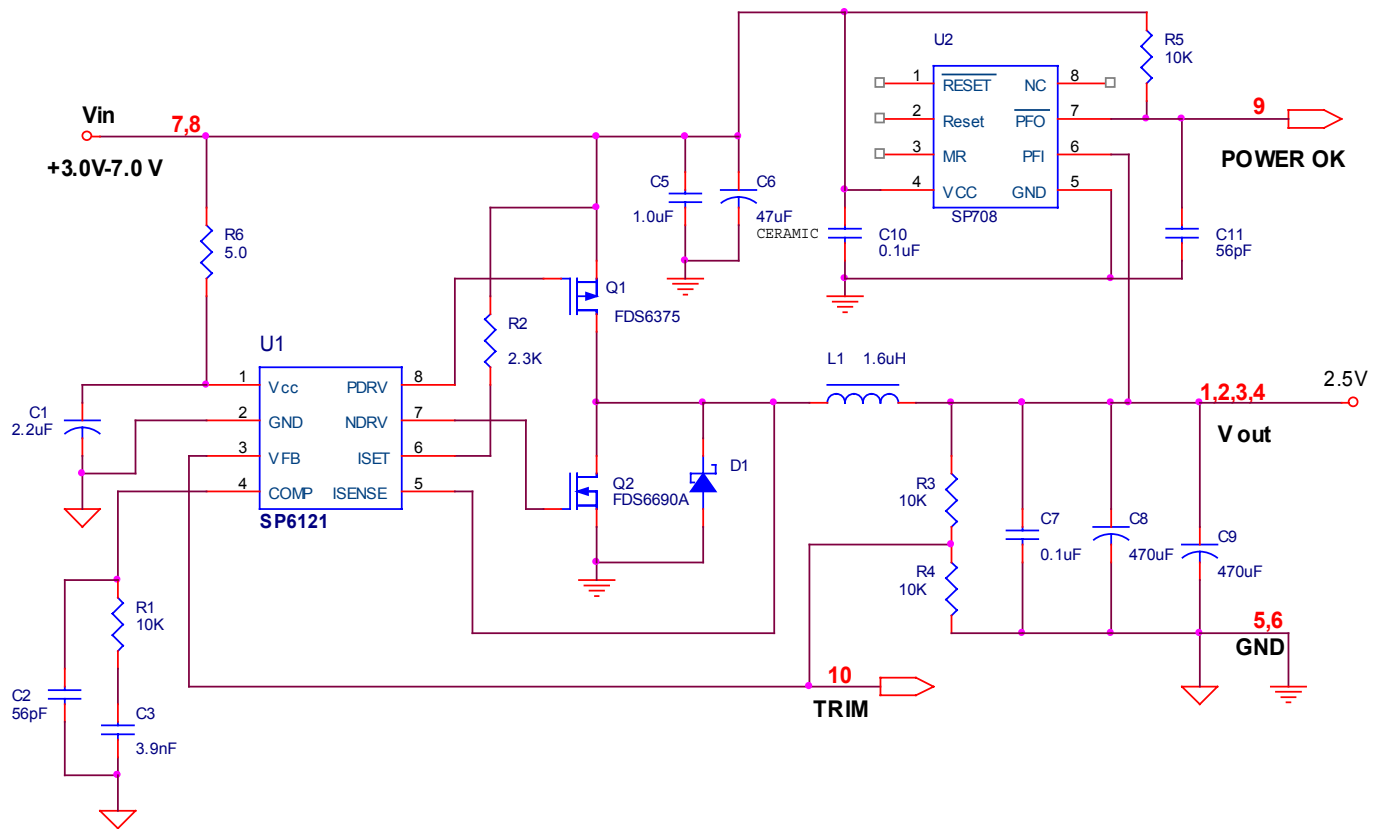 Vin
7,8
+3.0V-7.0 V
R6
5.0
C5
1.0uF
C6
47uF
CERAMIC
U2
1 RESET NC 8
2 Reset PFO 7
3 MR PFI 6
4 VCC GND 5
SP708
R5
10K
9
POWER OK
C10
0.1uF
C11
56pF
Q1
FDS6375
R2
2.3K
U1
1 Vcc PDRV 8
2 GND NDRV 7
3 VFB ISET 6
4 COMP ISENSE 5
SP6121
C1
2.2uF
L1 1.6uH
1,2,3,4
2.5V
V out
Q2
FDS6690A
D1
R3
10K
R4
10K
C7
0.1uF
C8
470uF
C9
470uF
5,6
GND
R1
10K
C2
56pF
C3
3.9nF
10
TRIM